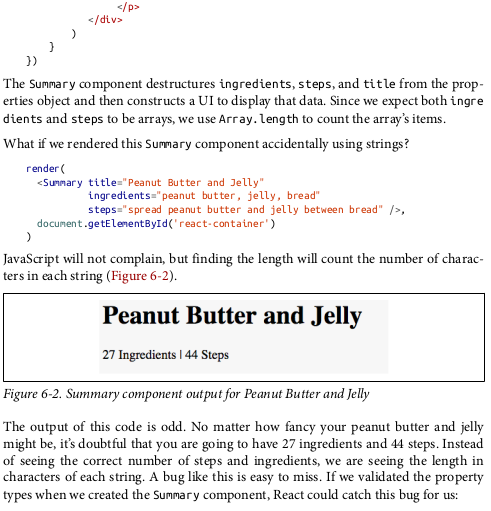 </p>
</div>
)
}
})
The Summary component destructures ingredients, steps, and title from the prop-
erties object and then constructs a UI to display that data. Since we expect both ingre
dients and steps to be arrays, we use Array.length to count the array's items.
What if we rendered this Summary component accidentally using strings?
render(
<Summary title="Peanut Butter and Jelly"
ingredients="peanut butter, jelly, bread"
steps="spread peanut butter and jelly between bread" />,
document.getElementById('react-container')
)
JavaScript will not complain, but finding the length will count the number of charac-
ters in each string (Figure 6-2).
Peanut Butter and Jelly
27 Ingredients | 44 Steps
Figure 6-2. Summary component output for Peanut Butter and Jelly
The output of this code is odd. No matter how fancy your peanut butter and jelly
might be, it's doubtful that you are going to have 27 ingredients and 44 steps. Instead
of seeing the correct number of steps and ingredients, we are seeing the length in
characters of each string. A bug like this is easy to miss. If we validated the property
types when we created the Summary component, React could catch this bug for us: